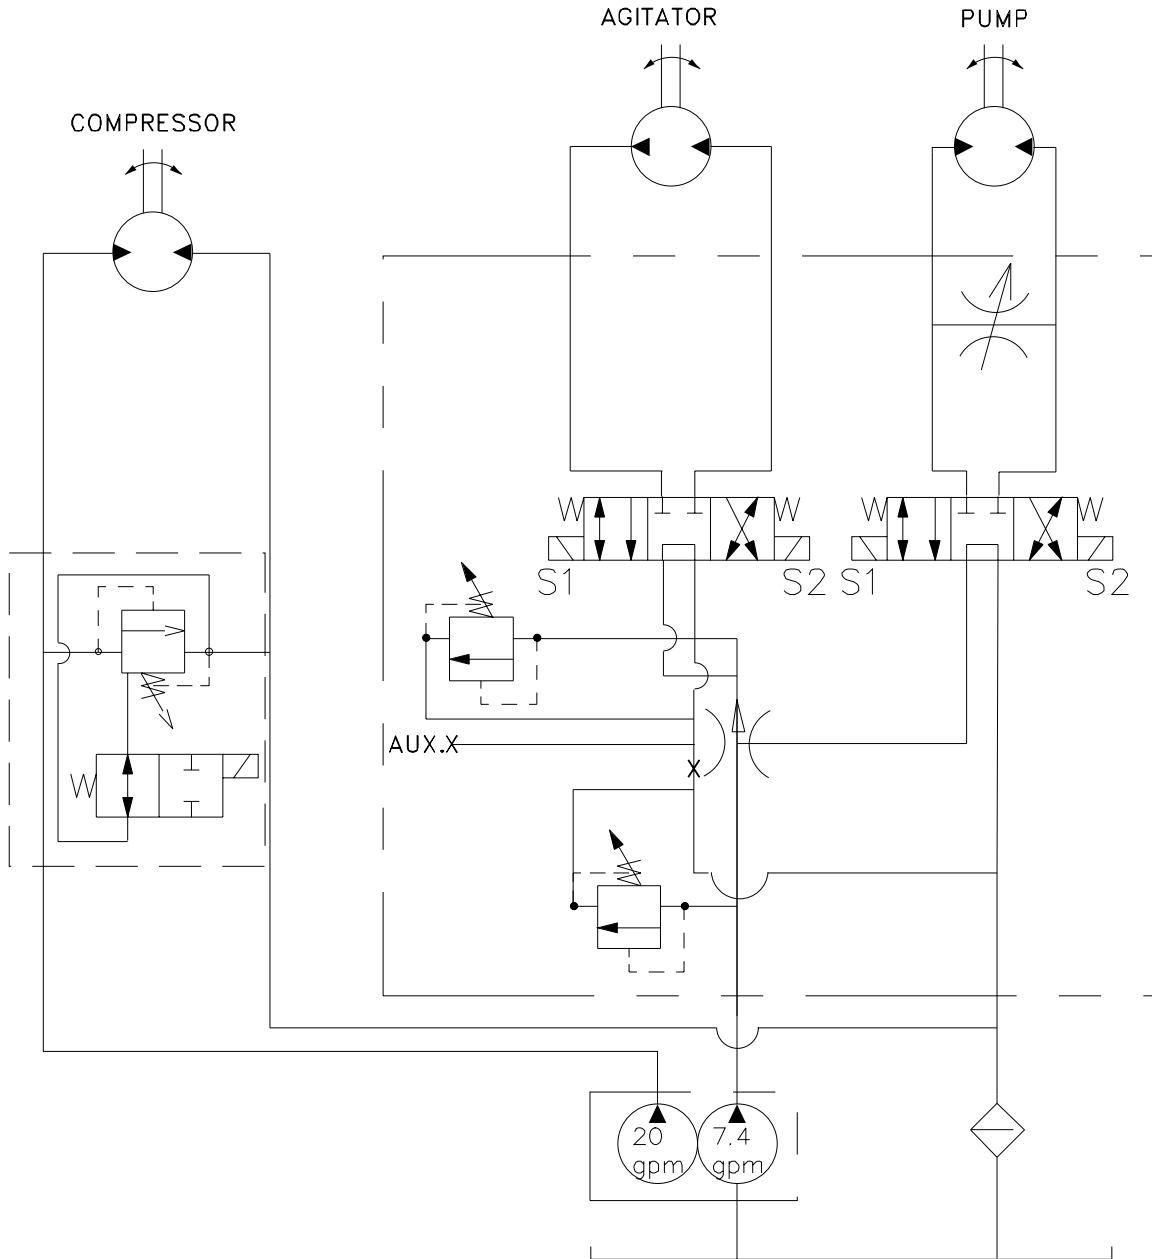 AGITATOR
PUMP
COMPRESSOR
S1
S2
S1
S2
AUX.X
X
20
gpm
7.4
gpm